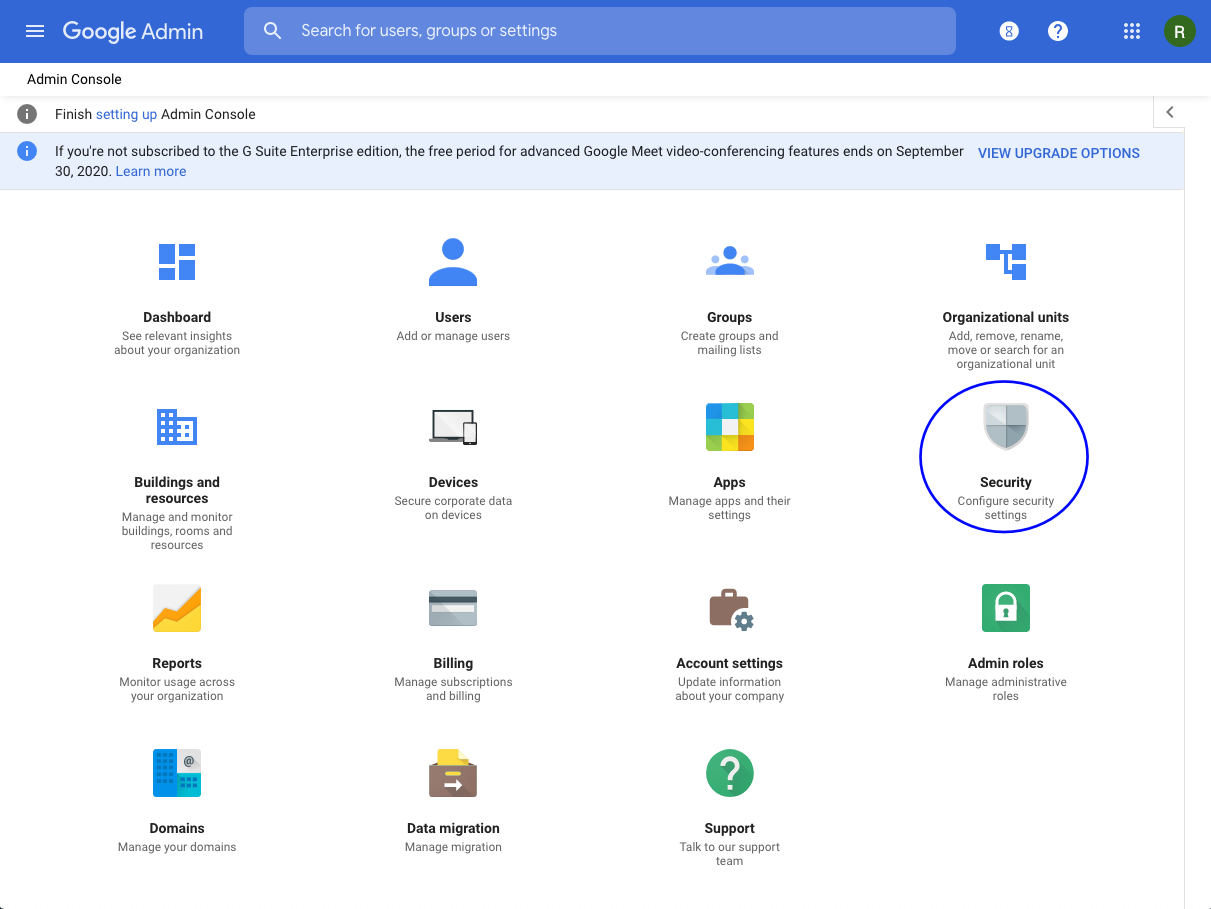 Google Admin
Search for users, groups or settings
R
Admin Console
Finish setting up Admin Console
If you're not subscribed to the G Suite Enterprise edition, the free period for advanced Google Meet video-conferencing features ends on September
30, 2020. Learn more
VIEW UPGRADE OPTIONS
Dashboard
See relevant insights
about your organization
Users
Add or manage users
Groups
Create groups and
mailing lists
Organizational units
Add, remove, rename,
move or search for an
organizational unit
Buildings and
resources
Manage and monitor
buildings, rooms and
resources
Devices
Secure corporate data
on devices
Apps
Manage apps and their
settings
Security
Configure security
settings
Reports
Monitor usage across
your organization
Billing
Manage subscriptions
and billing
Account settings
Update information
about your company
Admin roles
Manage administrative
roles
@
Domains
Manage your domains
Data migration
Manage migration
Support
Talk to our support
team